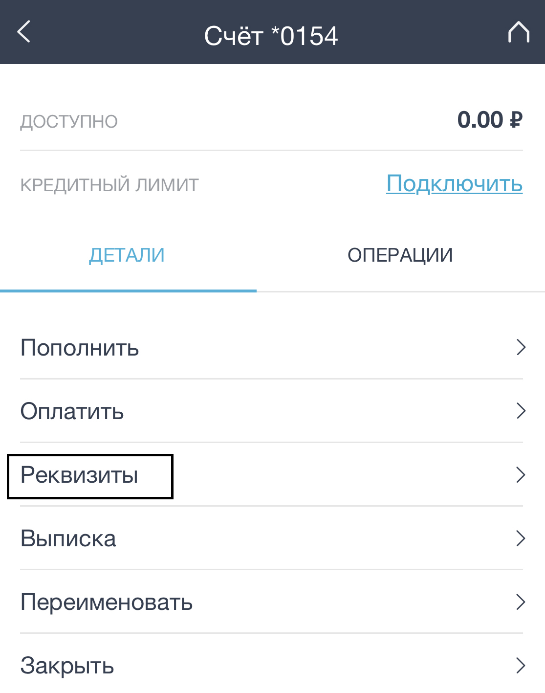 Счёт *0154
ДОСТУПНО 0.00 ₽
КРЕДИТНЫЙ ЛИМИТ Подключить
ДЕТАЛИ ОПЕРАЦИИ
Пополнить
Оплатить
Реквизиты
Выписка
Переименовать
Закрыть